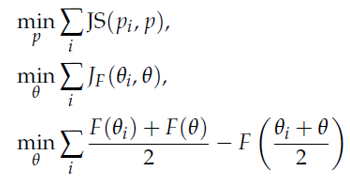 min_p ∑_i JS(p_i, p),
min_θ ∑_i J_F(θ_i, θ),
min_θ ∑_i (F(θ_i) + F(θ))/2 − F((θ_i + θ)/2)